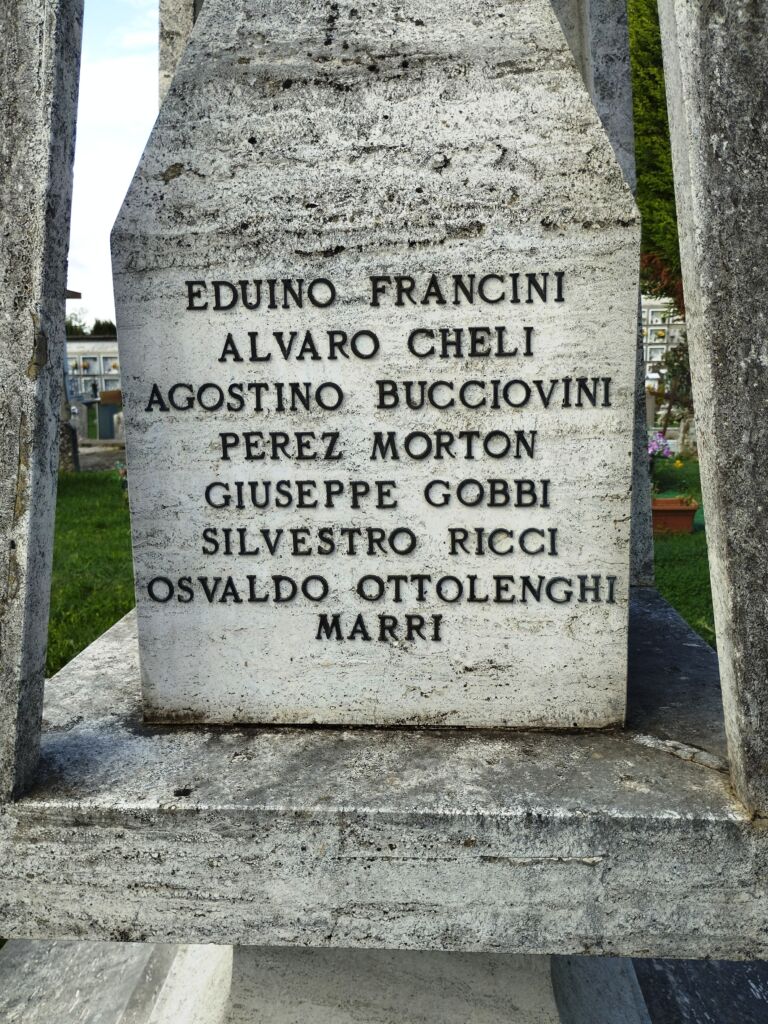 EDUINO FRANCINI
ALVARO CHELI
AGOSTINO BUCCIOVINI
PEREZ MORTON
GIUSEPPE GOBBI
SILVESTRO RICCI
OSVALDO OTTOLENGHI
MARRI